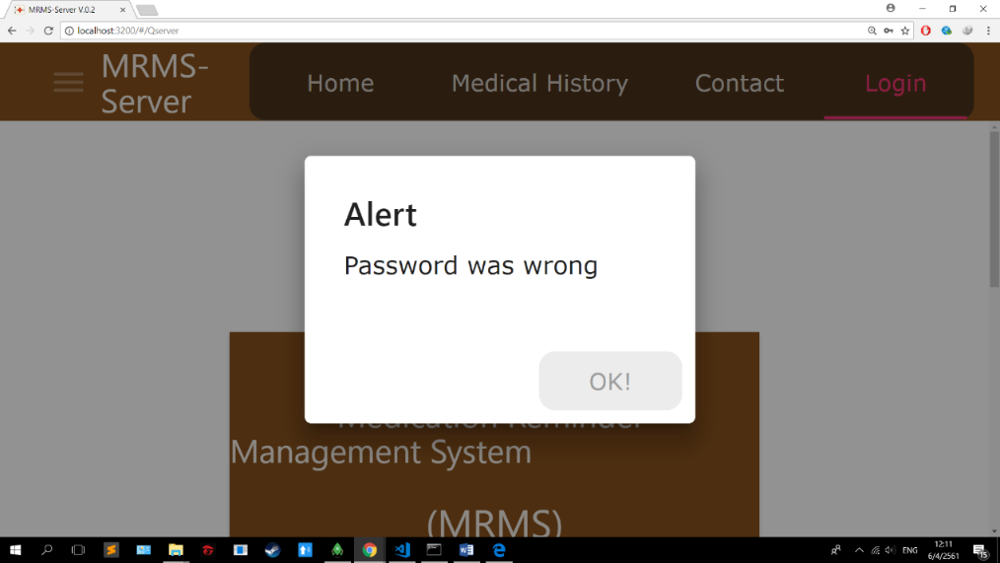 MRMS-Server V.0.2
localhost:3200/#/Qserver
MRMS-
Server
Home
Medical History
Contact
Login
Alert
Password was wrong
OK!
Medication Reminder
Management System
(MRMS)
ENG
12:11
6/4/2561
15